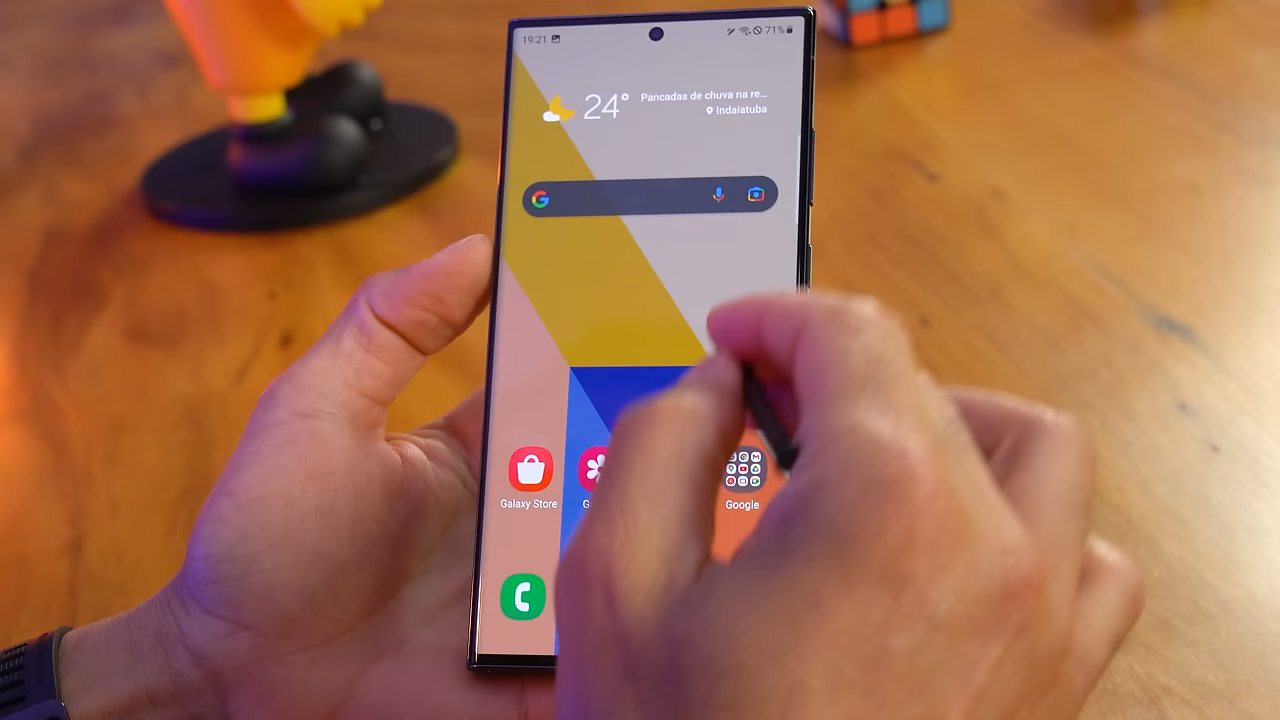 19:21
71%
24° Pancadas de chuva na re...
Indaiatuba
Galaxy Store
G
Google